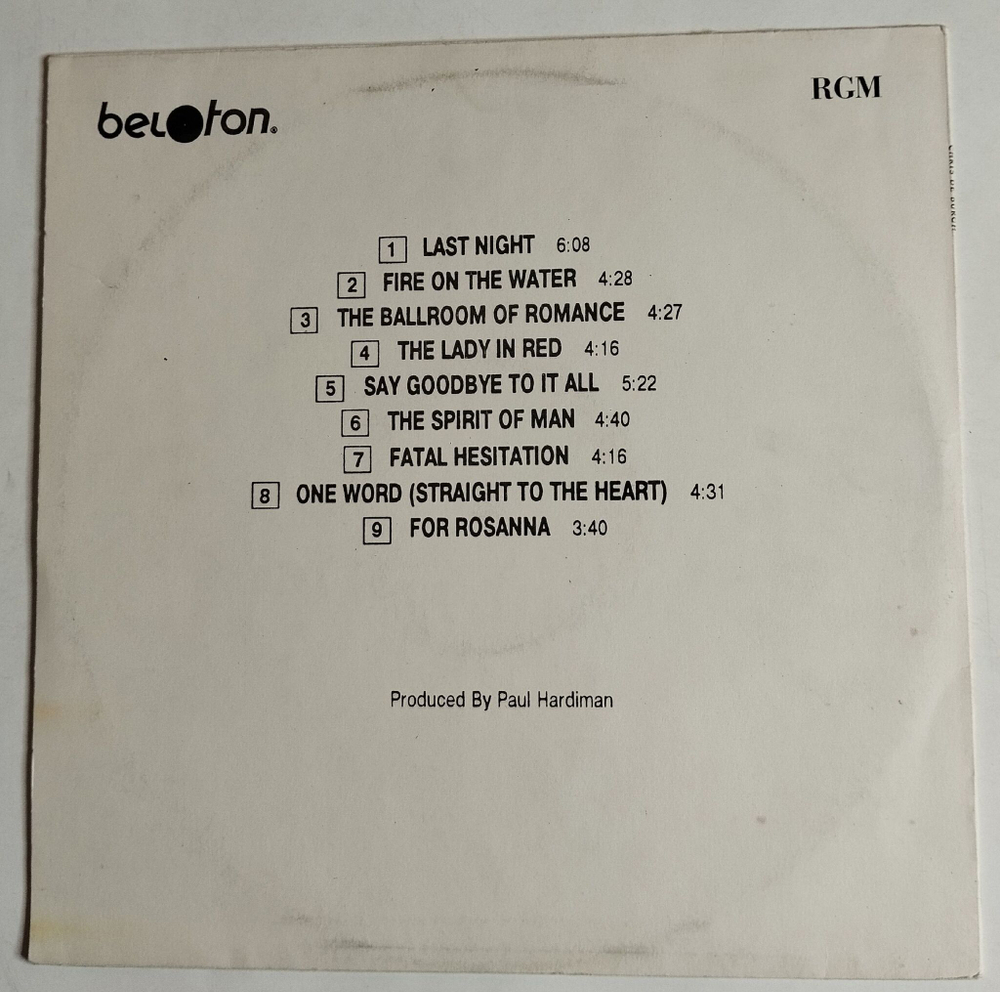 beloton®
RGM
CHRIS DE BURGH
1 LAST NIGHT 6:08
2 FIRE ON THE WATER 4:28
3 THE BALLROOM OF ROMANCE 4:27
4 THE LADY IN RED 4:16
5 SAY GOODBYE TO IT ALL 5:22
6 THE SPIRIT OF MAN 4:40
7 FATAL HESITATION 4:16
8 ONE WORD (STRAIGHT TO THE HEART) 4:31
9 FOR ROSANNA 3:40
Produced By Paul Hardiman